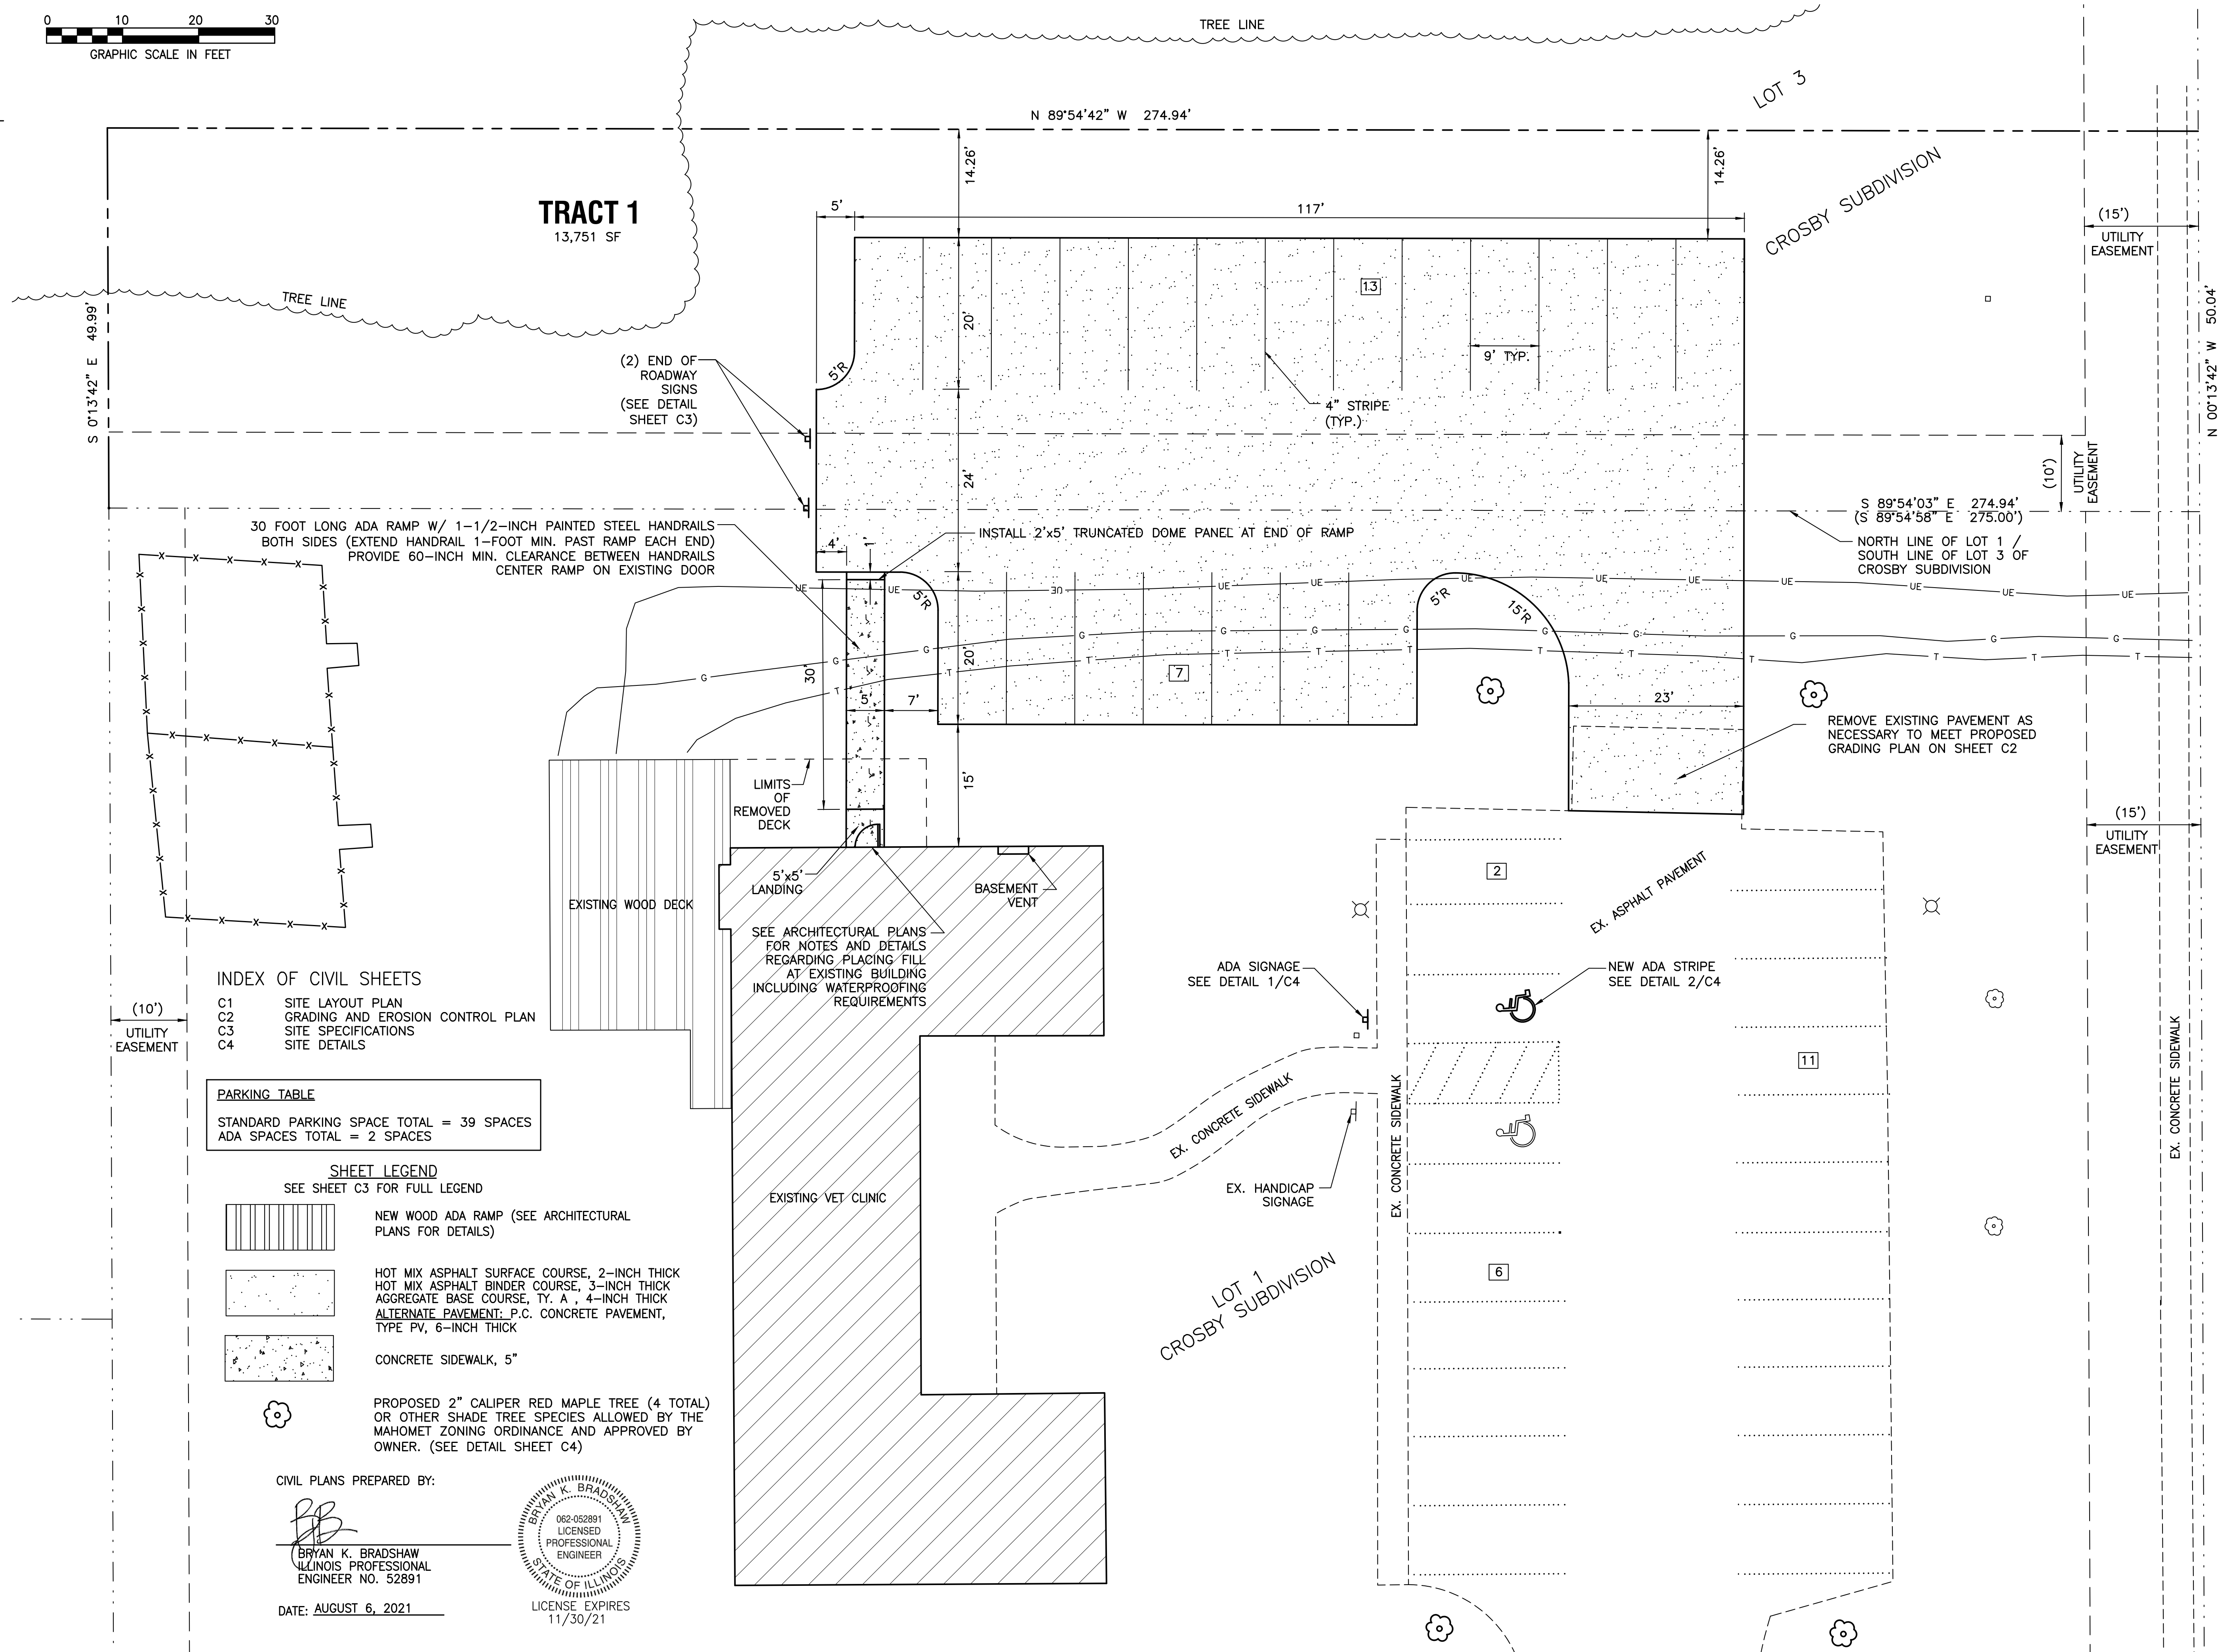 0 10 20 30
GRAPHIC SCALE IN FEET
TREE LINE
LOT 3
CROSBY SUBDIVISION
N 89°54'42" W 274.94'
14.26'
14.26'
TRACT 1
13,751 SF
5'
117'
(15')
UTILITY
EASEMENT
TREE LINE
S 0°13'42" E 49.99'
N 00°13'42" W 50.04'
13
20'
9' TYP.
5'R
(2) END OF
ROADWAY
SIGNS
(SEE DETAIL
SHEET C3)
4" STRIPE
(TYP.)
24'
(10')
UTILITY
EASEMENT
S 89°54'03" E 274.94'
(S 89°54'58" E 275.00')
NORTH LINE OF LOT 1 /
SOUTH LINE OF LOT 3 OF
CROSBY SUBDIVISION
30 FOOT LONG ADA RAMP W/ 1-1/2-INCH PAINTED STEEL HANDRAILS
BOTH SIDES (EXTEND HANDRAIL 1-FOOT MIN. PAST RAMP EACH END)
PROVIDE 60-INCH MIN. CLEARANCE BETWEEN HANDRAILS
CENTER RAMP ON EXISTING DOOR
INSTALL 2'x5' TRUNCATED DOME PANEL AT END OF RAMP
4'
1'
UE UE UE UE UE UE UE UE UE UE UE UE
5'R
5'R
15'R
G G G G G G G G G G G
T T T T T T T T T T T
20'
7
30'
5'
7'
23'
REMOVE EXISTING PAVEMENT AS
NECESSARY TO MEET PROPOSED
GRADING PLAN ON SHEET C2
15'
LIMITS
OF
REMOVED
DECK
(15')
UTILITY
EASEMENT
5'x5'
LANDING
BASEMENT
VENT
EXISTING WOOD DECK
SEE ARCHITECTURAL PLANS
FOR NOTES AND DETAILS
REGARDING PLACING FILL
AT EXISTING BUILDING
INCLUDING WATERPROOFING
REQUIREMENTS
2
EX. ASPHALT PAVEMENT
ADA SIGNAGE
SEE DETAIL 1/C4
NEW ADA STRIPE
SEE DETAIL 2/C4
11
EX. CONCRETE SIDEWALK
EX. CONCRETE SIDEWALK
EX. CONCRETE SIDEWALK
EX. HANDICAP
SIGNAGE
EXISTING VET CLINIC
6
LOT 1
CROSBY SUBDIVISION
X X X X X X X X X X X X X X X X X X X X X X X X X X X
(10')
UTILITY
EASEMENT
INDEX OF CIVIL SHEETS
C1 SITE LAYOUT PLAN
C2 GRADING AND EROSION CONTROL PLAN
C3 SITE SPECIFICATIONS
C4 SITE DETAILS
PARKING TABLE
STANDARD PARKING SPACE TOTAL = 39 SPACES
ADA SPACES TOTAL = 2 SPACES
SHEET LEGEND
SEE SHEET C3 FOR FULL LEGEND
NEW WOOD ADA RAMP (SEE ARCHITECTURAL
PLANS FOR DETAILS)
HOT MIX ASPHALT SURFACE COURSE, 2-INCH THICK
HOT MIX ASPHALT BINDER COURSE, 3-INCH THICK
AGGREGATE BASE COURSE, TY. A , 4-INCH THICK
ALTERNATE PAVEMENT: P.C. CONCRETE PAVEMENT,
TYPE PV, 6-INCH THICK
CONCRETE SIDEWALK, 5"
PROPOSED 2" CALIPER RED MAPLE TREE (4 TOTAL)
OR OTHER SHADE TREE SPECIES ALLOWED BY THE
MAHOMET ZONING ORDINANCE AND APPROVED BY
OWNER. (SEE DETAIL SHEET C4)
CIVIL PLANS PREPARED BY:
BRYAN K. BRADSHAW
ILLINOIS PROFESSIONAL
ENGINEER NO. 52891
DATE: AUGUST 6, 2021
BRYAN K. BRADSHAW
062-052891
LICENSED
PROFESSIONAL
ENGINEER
STATE OF ILLINOIS
LICENSE EXPIRES
11/30/21